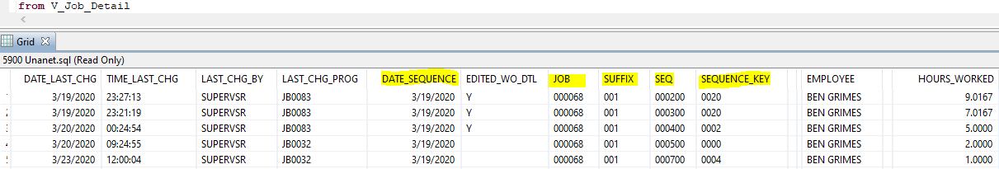 from V_Job_Detail
Grid
5900 Unanet.sql (Read Only)
DATE_LAST_CHG TIME_LAST_CHG LAST_CHG_BY LAST_CHG_PROG DATE_SEQUENCE EDITED_WO_DTL JOB SUFFIX SEQ SEQUENCE_KEY EMPLOYEE HOURS_WORKED
3/19/2020 23:27:13 SUPERVSR JB0083 3/19/2020 Y 000068 001 000200 0020 BEN GRIMES 9.0167
3/19/2020 23:21:19 SUPERVSR JB0083 3/19/2020 Y 000068 001 000300 0020 BEN GRIMES 7.0167
3/20/2020 00:24:54 SUPERVSR JB0083 3/19/2020 Y 000068 001 000400 0002 BEN GRIMES 5.0000
3/20/2020 09:24:55 SUPERVSR JB0032 3/19/2020 000068 001 000500 0000 BEN GRIMES 2.0000
3/23/2020 12:00:04 SUPERVSR JB0032 3/19/2020 000068 001 000700 0004 BEN GRIMES 1.0000